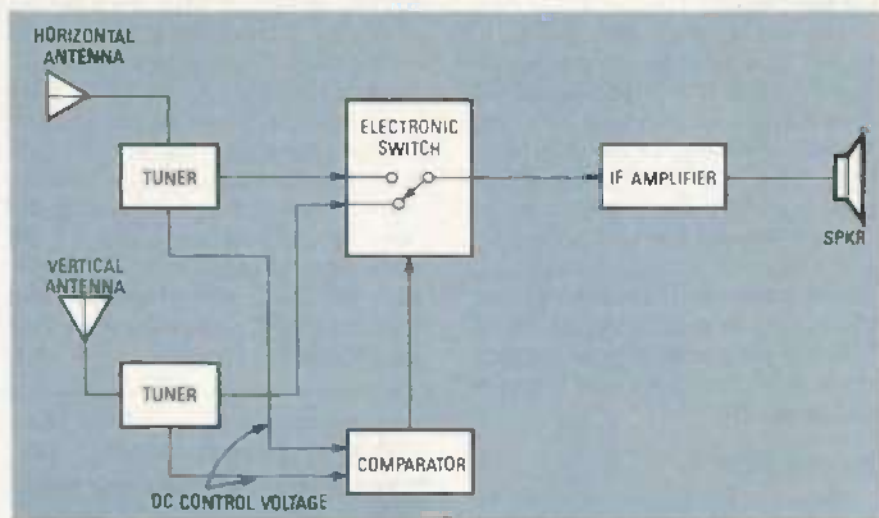 HORIZONTAL
ANTENNA
TUNER
ELECTRONIC
SWITCH
IF AMPLIFIER
SPKR
VERTICAL
ANTENNA
TUNER
COMPARATOR
DC CONTROL VOLTAGE